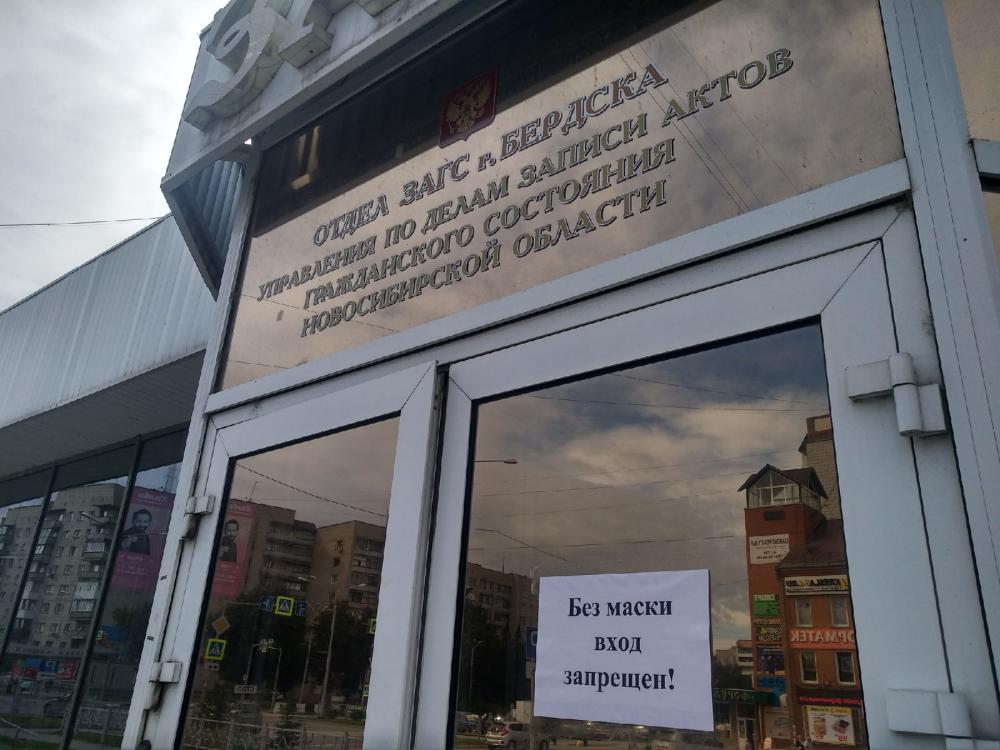 ОТДЕЛ ЗАГС г. БЕРДСКА
УПРАВЛЕНИЯ ПО ДЕЛАМ ЗАПИСИ АКТОВ
ГРАЖДАНСКОГО СОСТОЯНИЯ
НОВОСИБИРСКОЙ ОБЛАСТИ
Без маски
вход
запрещен!